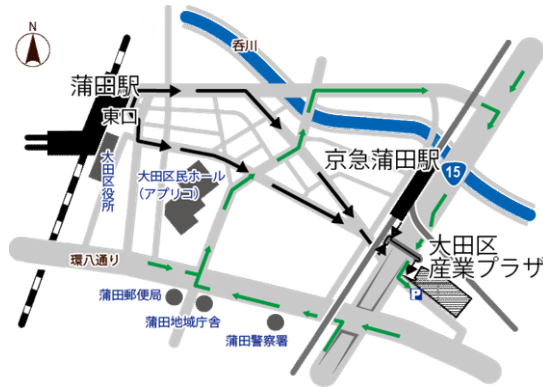 N
呑川
蒲田駅
東口
大田区役所
大田区民ホール
(アプリコ)
京急蒲田駅
15
大田区
産業プラザ
P
環八通り
蒲田郵便局
蒲田地域庁舎
蒲田警察署